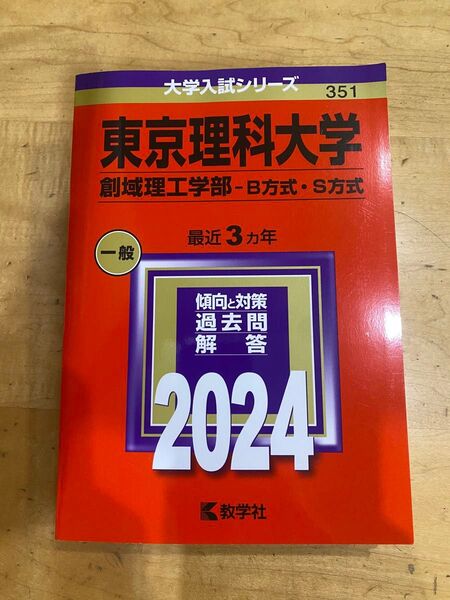 大学入試シリーズ
351
東京理科大学
創域理工学部-B方式・S方式
最近3カ年
一般
傾向と対策
過去問
解答
2024
教学社